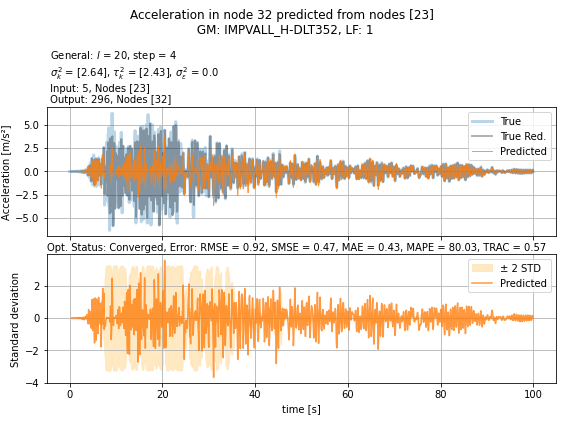 Acceleration in node 32 predicted from nodes [23]
GM: IMPVALL_H-DLT352, LF: 1
General: l = 20, step = 4
σ²ₖ = [2.64], τ²ₖ = [2.43], σ²ε = 0.0
Input: 5, Nodes [23]
Output: 296, Nodes [32]
Acceleration [m/s²]
5.0
2.5
0.0
−2.5
−5.0
True
True Red.
Predicted
Opt. Status: Converged, Error: RMSE = 0.92, SMSE = 0.47, MAE = 0.43, MAPE = 80.03, TRAC = 0.57
Standard deviation
2
0
−2
−4
± 2 STD
Predicted
0
20
40
60
80
100
time [s]